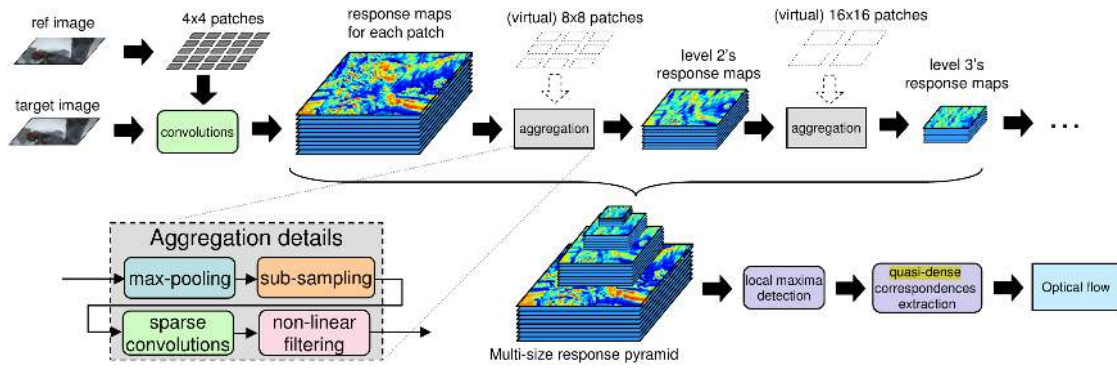 ref image
4x4 patches
response maps
for each patch
(virtual) 8x8 patches
level 2's
response maps
(virtual) 16x16 patches
level 3's
response maps
target image
convolutions
aggregation
aggregation
...
Aggregation details
max-pooling
sub-sampling
sparse
convolutions
non-linear
filtering
Multi-size response pyramid
local maxima
detection
quasi-dense
correspondences
extraction
Optical flow